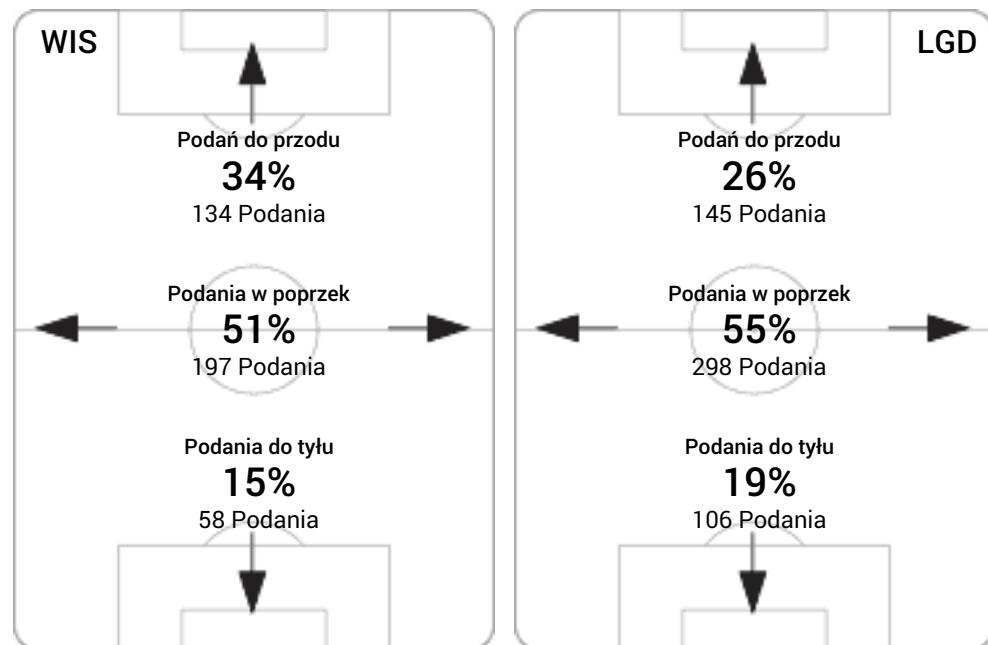 WIS
Podań do przodu
34%
134 Podania
Podania w poprzek
51%
197 Podania
Podania do tyłu
15%
58 Podania
LGD
Podań do przodu
26%
145 Podania
Podania w poprzek
55%
298 Podania
Podania do tyłu
19%
106 Podania